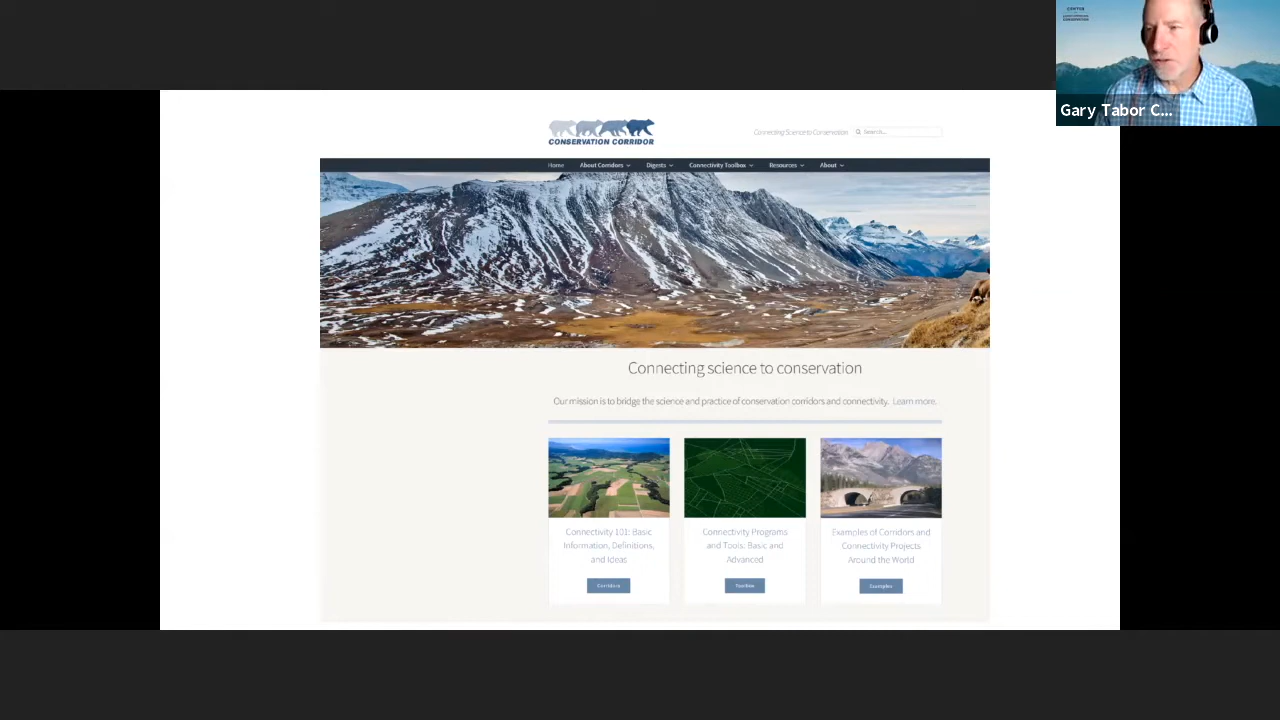 CENTER
CONSERVATION
Gary Tabor C...
CONSERVATION CORRIDOR
Connecting Science to Conservation
Search...
Home About Corridors Digests Connectivity Toolbox Resources About
Connecting science to conservation
Our mission is to bridge the science and practice of conservation corridors and connectivity. Learn more.
Connectivity 101: Basic
Information, Definitions,
and Ideas
Corridors
Connectivity Programs
and Tools: Basic and
Advanced
Toolbox
Examples of Corridors and
Connectivity Projects
Around the World
Examples